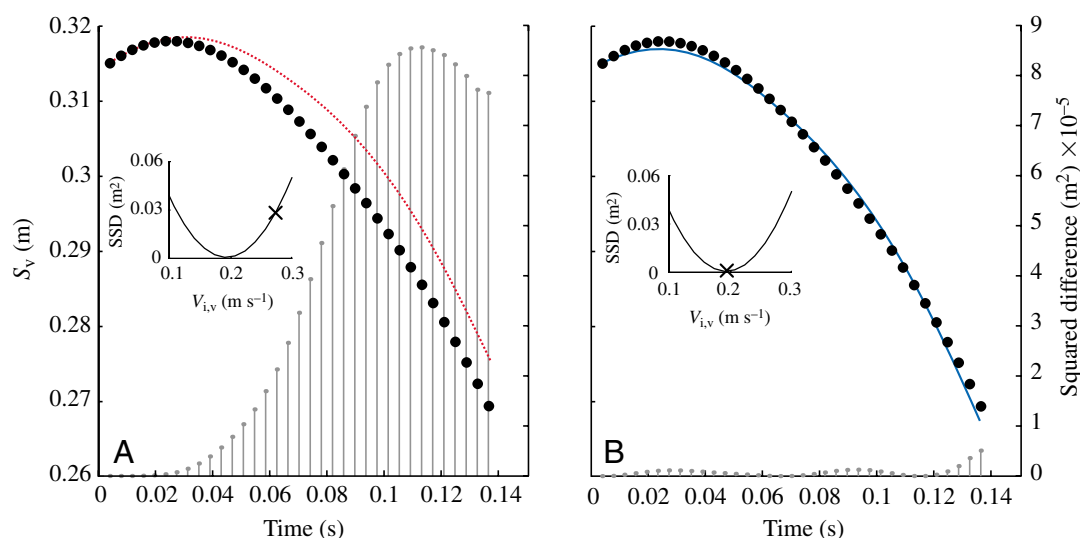 0.32
0.31
0.3
0.29
0.28
0.27
0.26
Sv (m)
0 0.02 0.04 0.06 0.08 0.1 0.12 0.14
Time (s)
A
0.06
0.03
0
SSD (m²)
0.1 0.2 0.3
Vi,v (m s–1)
9
8
7
6
5
4
3
2
1
0
Squared difference (m²) ×10–5
0 0.02 0.04 0.06 0.08 0.1 0.12 0.14
Time (s)
B
0.06
0.03
0
SSD (m²)
0.1 0.2 0.3
Vi,v (m s–1)